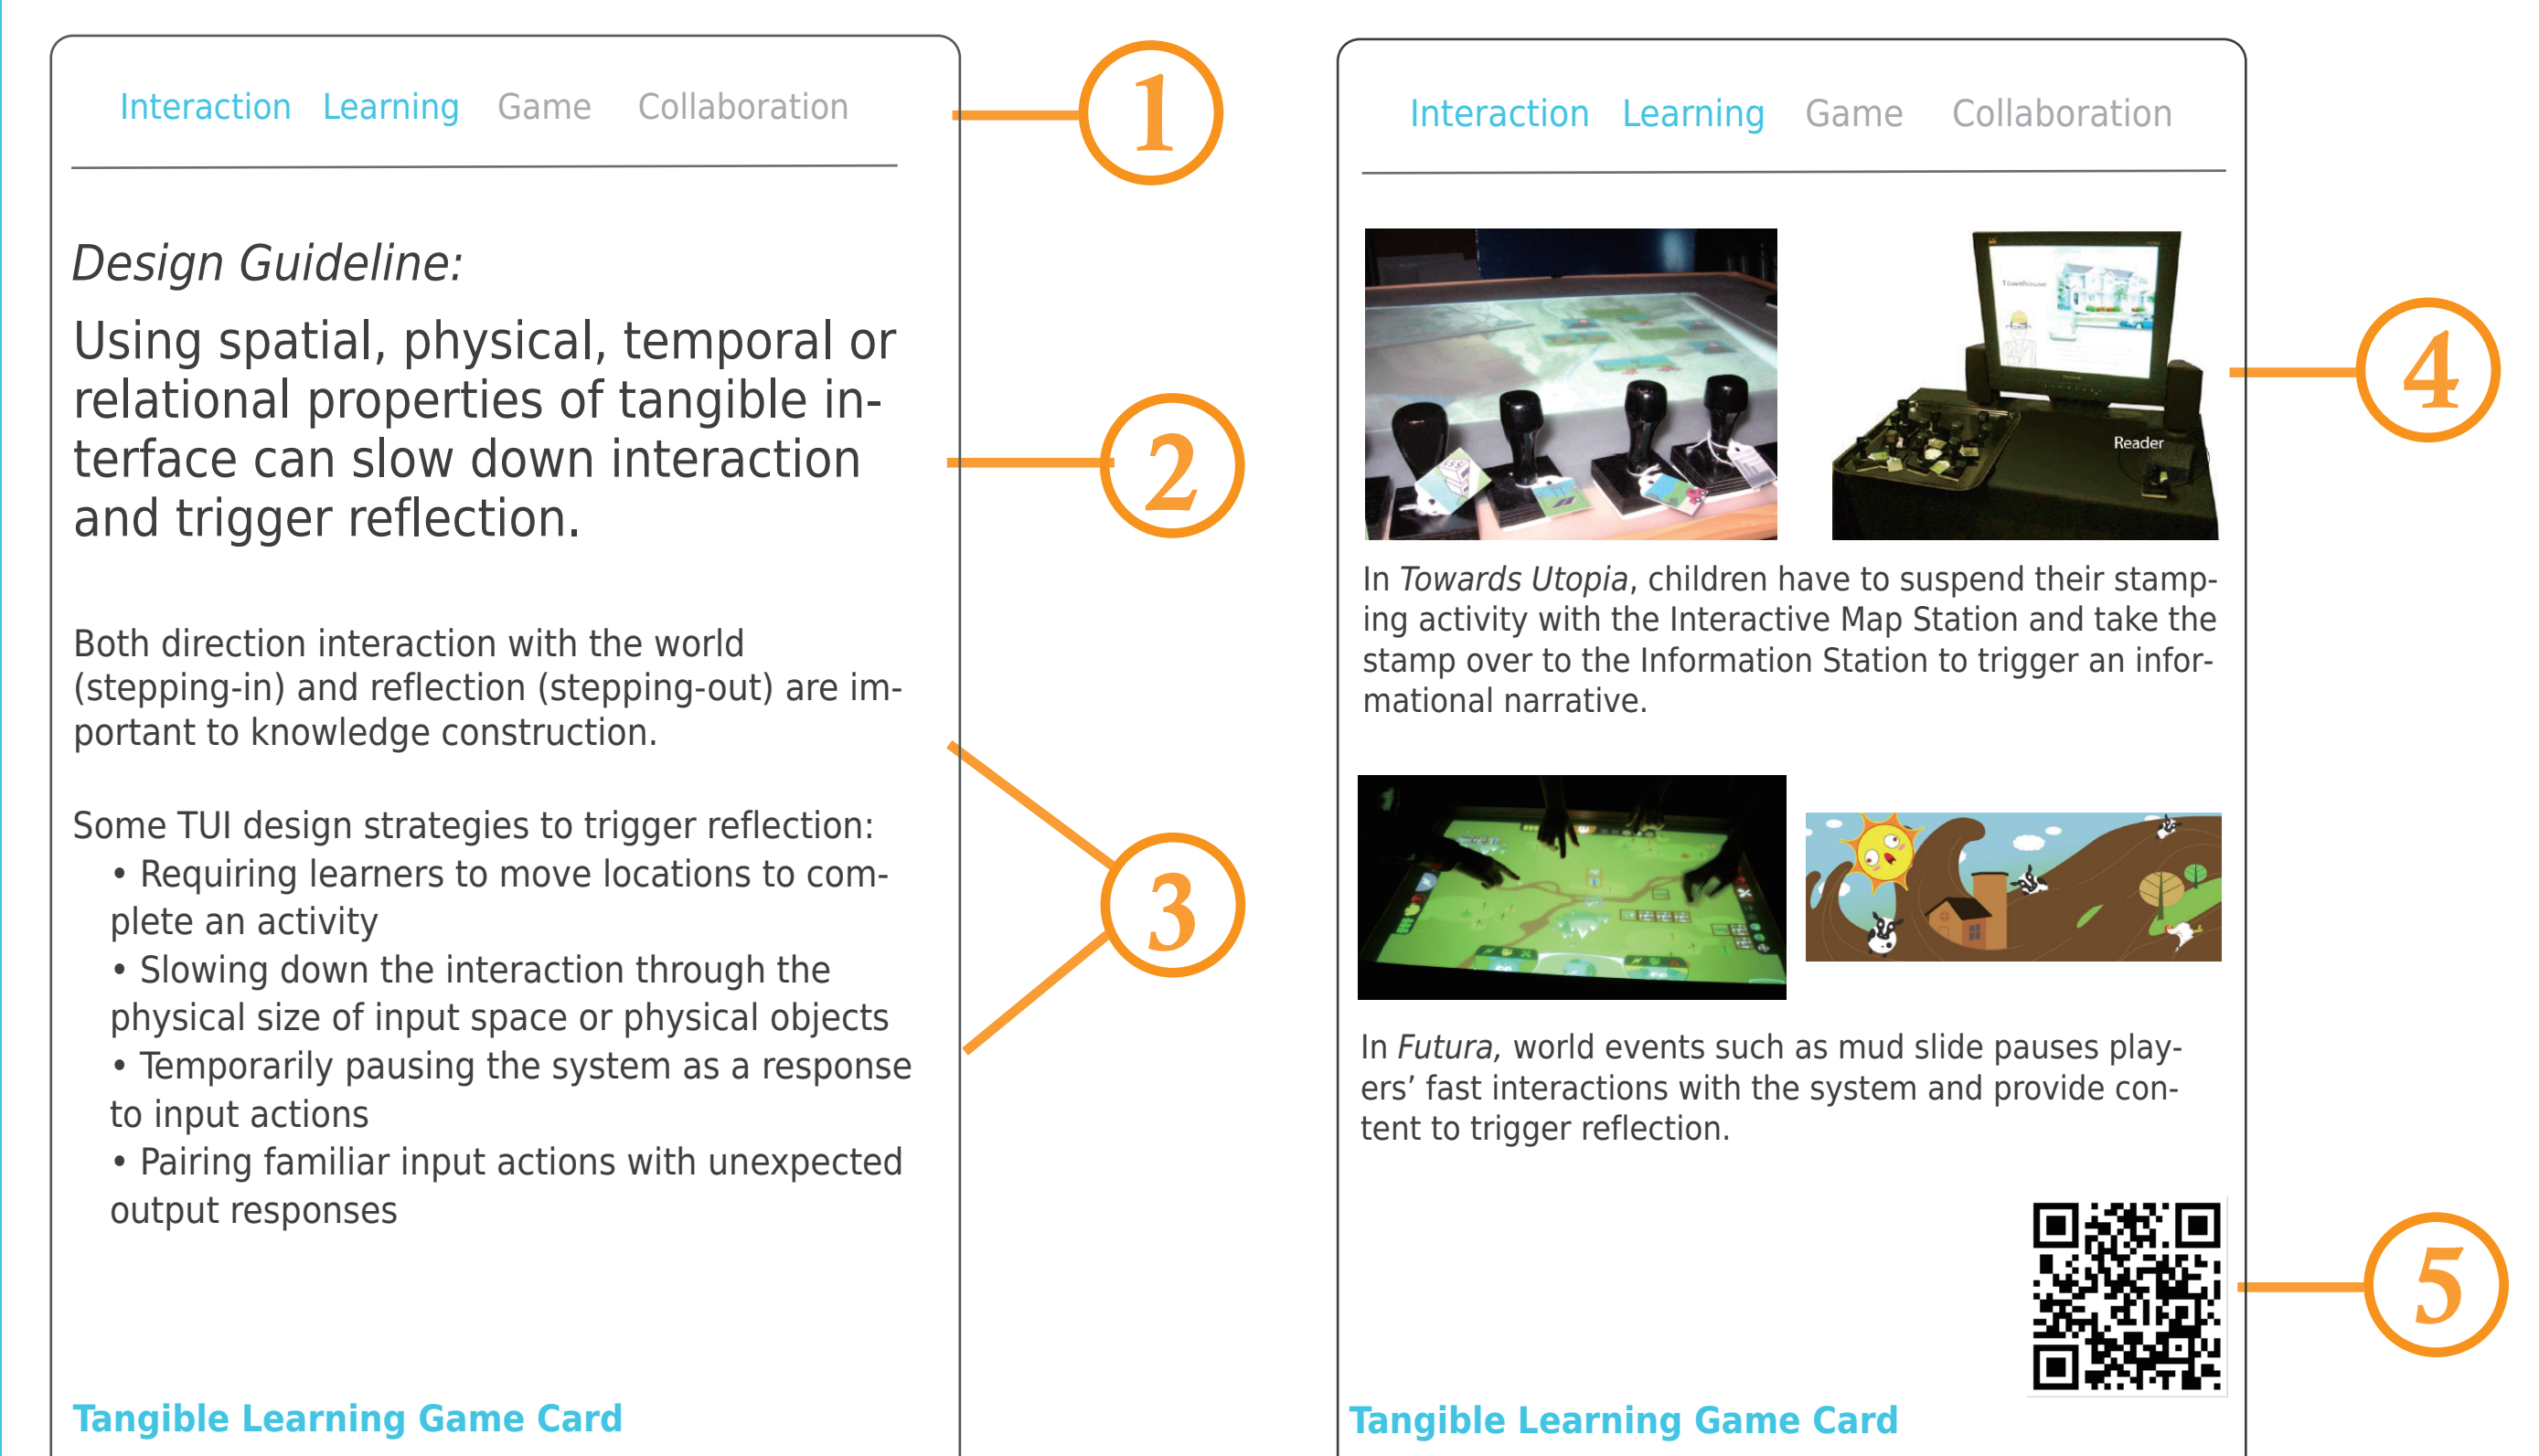 Interaction Learning Game Collaboration
1
Design Guideline:
Using spatial, physical, temporal or
relational properties of tangible in-
terface can slow down interaction
and trigger reflection.
2
Both direction interaction with the world
(stepping-in) and reflection (stepping-out) are im-
portant to knowledge construction.
Some TUI design strategies to trigger reflection:
• Requiring learners to move locations to com-
plete an activity
• Slowing down the interaction through the
physical size of input space or physical objects
• Temporarily pausing the system as a response
to input actions
• Pairing familiar input actions with unexpected
output responses
3
Tangible Learning Game Card
Interaction Learning Game Collaboration
Townhouse
Reader
4
In Towards Utopia, children have to suspend their stamp-
ing activity with the Interactive Map Station and take the
stamp over to the Information Station to trigger an infor-
mational narrative.
In Futura, world events such as mud slide pauses play-
ers’ fast interactions with the system and provide con-
tent to trigger reflection.
5
Tangible Learning Game Card